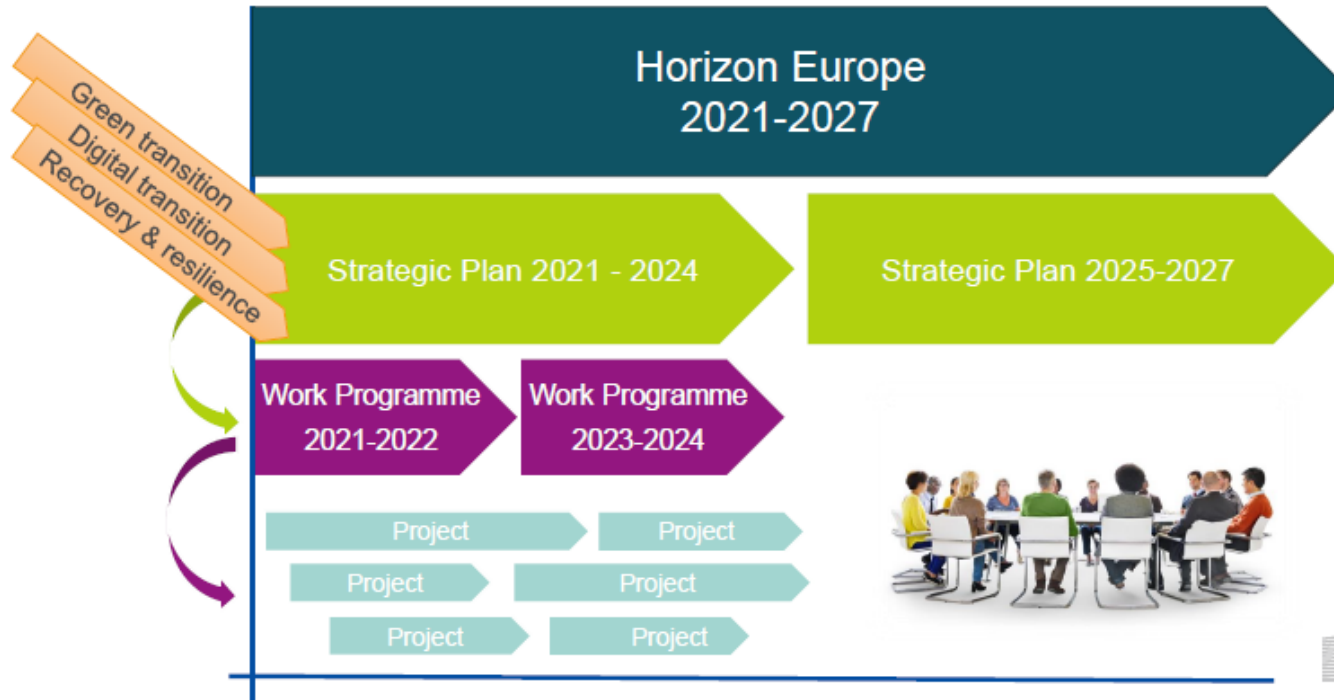 Horizon Europe
2021-2027
Green transition
Digital transition
Recovery & resilience
Strategic Plan 2021 - 2024
Strategic Plan 2025-2027
Work Programme
2021-2022
Work Programme
2023-2024
Project
Project
Project
Project
Project
Project